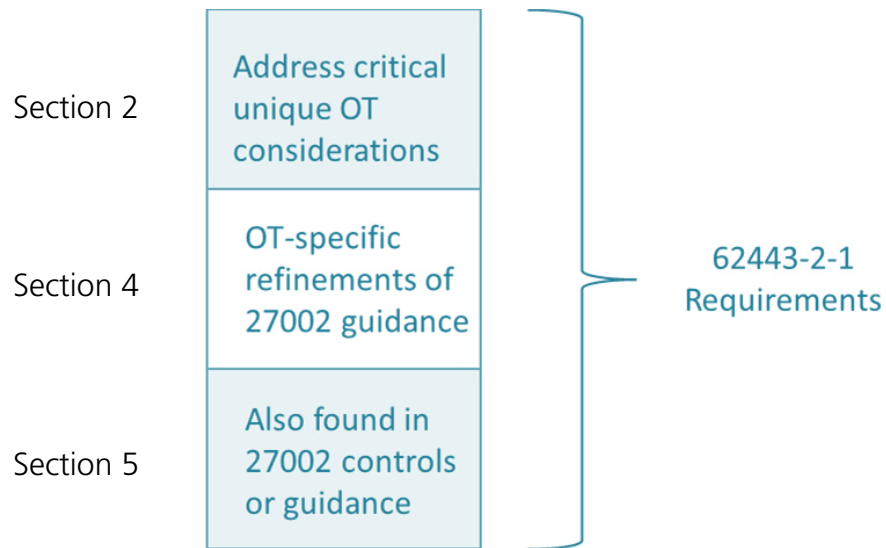 Section 2
Address critical
unique OT
considerations
Section 4
OT-specific
refinements of
27002 guidance
Section 5
Also found in
27002 controls
or guidance
62443-2-1
Requirements